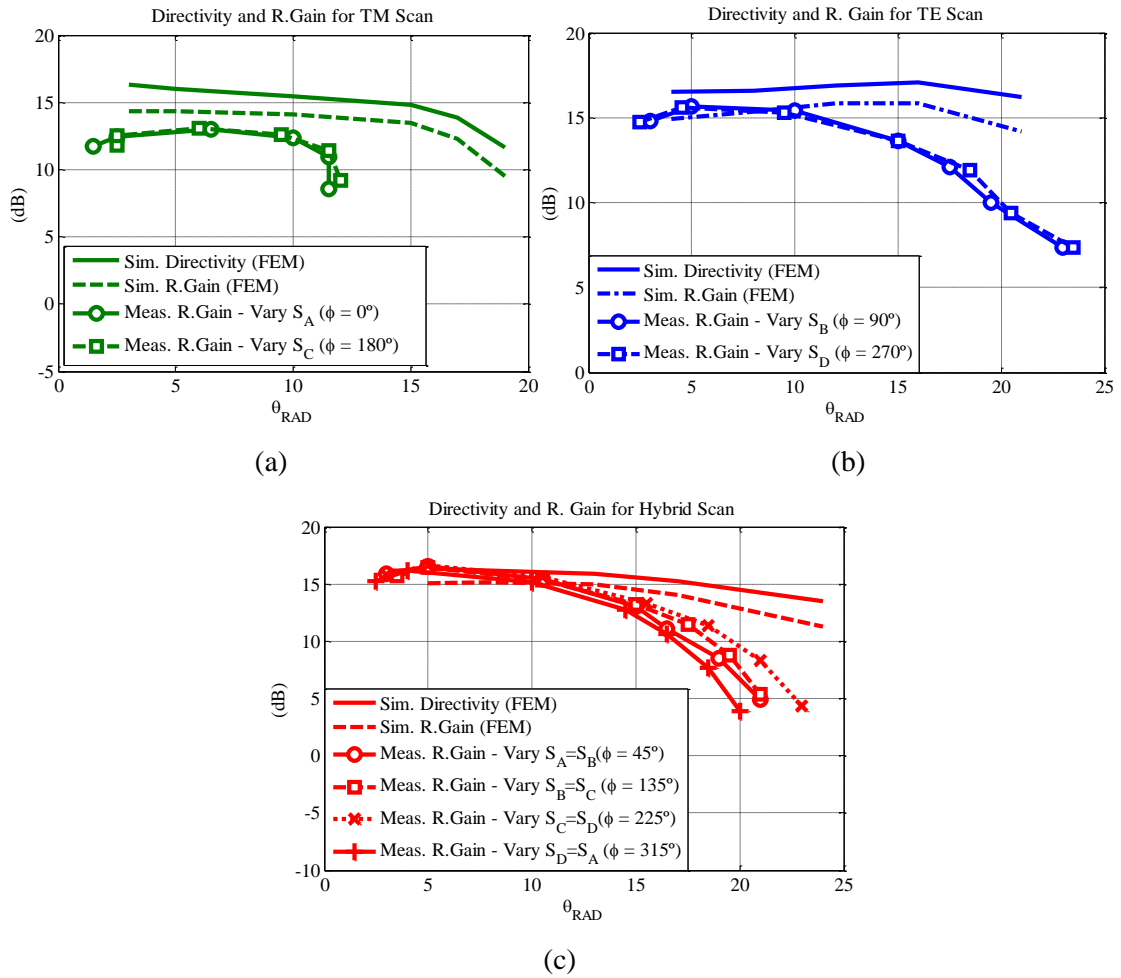 Directivity and R.Gain for TM Scan
20
15
10
5
0
-5
0
5
10
15
20
(dB)
θRAD
Sim. Directivity (FEM)
Sim. R.Gain (FEM)
Meas. R.Gain - Vary SA (ϕ = 0º)
Meas. R.Gain - Vary SC (ϕ = 180º)
(a)
Directivity and R. Gain for TE Scan
20
15
10
5
0
0
5
10
15
20
25
(dB)
θRAD
Sim. Directivity (FEM)
Sim. R.Gain (FEM)
Meas. R.Gain - Vary SB (ϕ = 90º)
Meas. R.Gain - Vary SD (ϕ = 270º)
(b)
Directivity and R. Gain for Hybrid Scan
20
15
10
5
0
-5
-10
0
5
10
15
20
25
(dB)
θRAD
Sim. Directivity (FEM)
Sim. R.Gain (FEM)
Meas. R.Gain - Vary SA=SB(ϕ = 45º)
Meas. R.Gain - Vary SB=SC (ϕ = 135º)
Meas. R.Gain - Vary SC=SD(ϕ = 225º)
Meas. R.Gain - Vary SD=SA (ϕ = 315º)
(c)